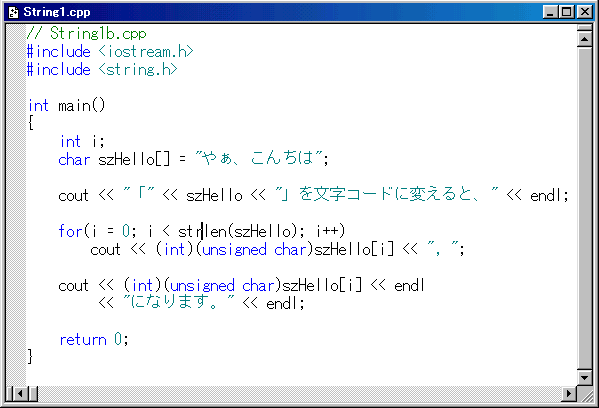 String1.cpp
// String1b.cpp
#include <iostream.h>
#include <string.h>
int main()
{
int i;
char szHello[] = "やぁ、こんちは";
cout << "「" << szHello << "」を文字コードに変えると、" << endl;
for(i = 0; i < strlen(szHello); i++)
cout << (int)(unsigned char)szHello[i] << ", ";
cout << (int)(unsigned char)szHello[i] << endl
<< "になります。" << endl;
return 0;
}